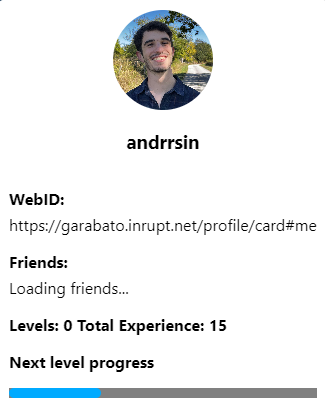 andrrsin
WebID:
https://garabato.inrupt.net/profile/card#me
Friends:
Loading friends...
Levels: 0 Total Experience: 15
Next level progress